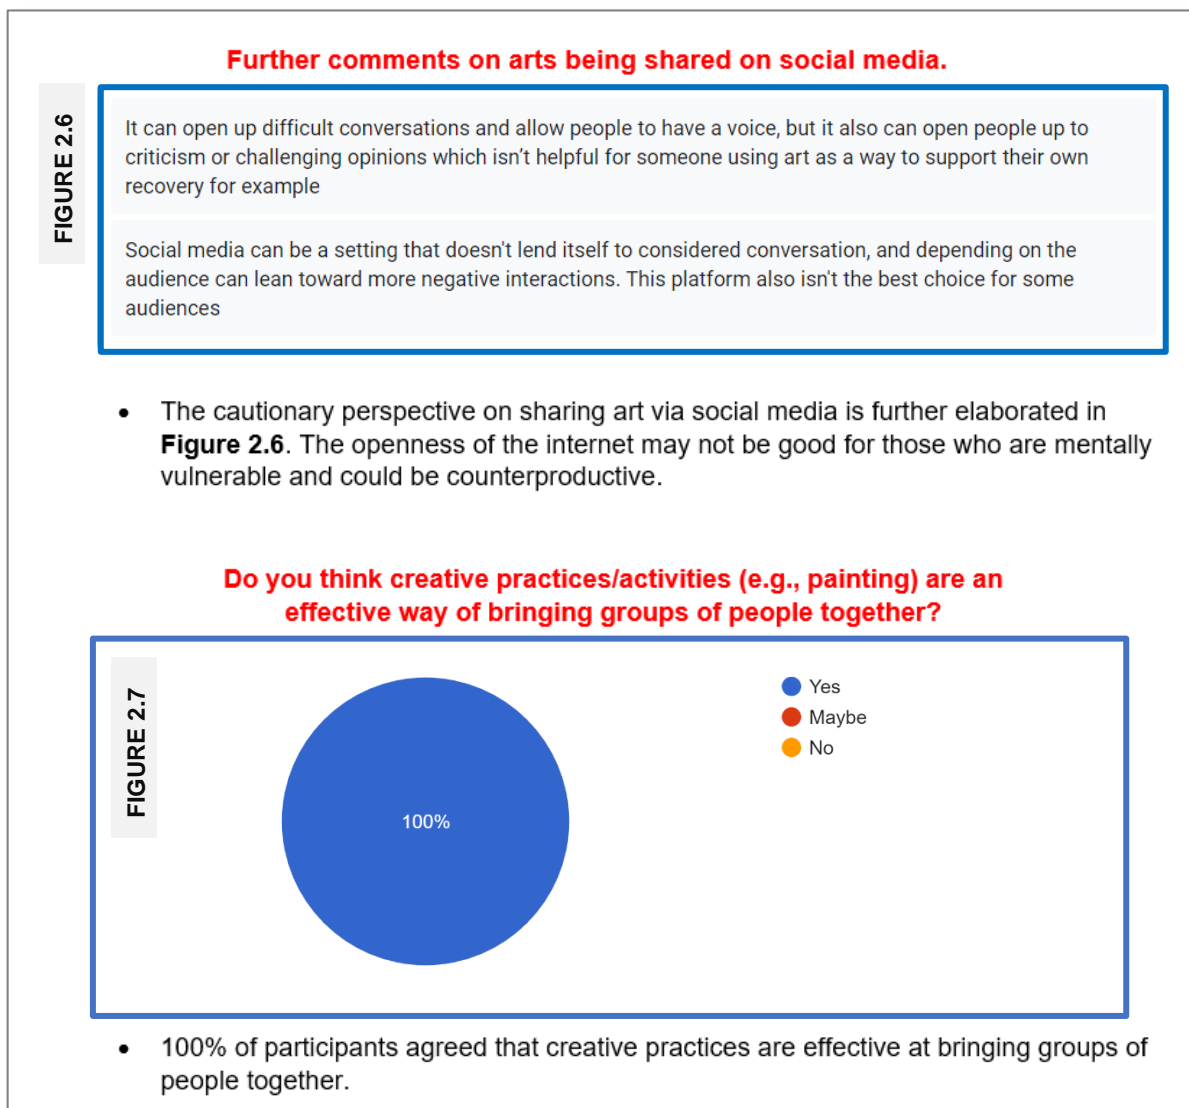 Further comments on arts being shared on social media.
FIGURE 2.6
It can open up difficult conversations and allow people to have a voice, but it also can open people up to
criticism or challenging opinions which isn’t helpful for someone using art as a way to support their own
recovery for example
Social media can be a setting that doesn't lend itself to considered conversation, and depending on the
audience can lean toward more negative interactions. This platform also isn't the best choice for some
audiences
• The cautionary perspective on sharing art via social media is further elaborated in
Figure 2.6. The openness of the internet may not be good for those who are mentally
vulnerable and could be counterproductive.
Do you think creative practices/activities (e.g., painting) are an
effective way of bringing groups of people together?
FIGURE 2.7
100%
Yes
Maybe
No
• 100% of participants agreed that creative practices are effective at bringing groups of
people together.